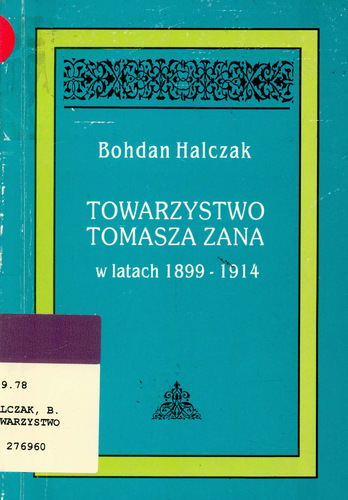 Bohdan Halczak
TOWARZYSTWO
TOMASZA ZANA
w latach 1899 - 1914
9.78
LCZAK, B.
WARZYSTWO
276960